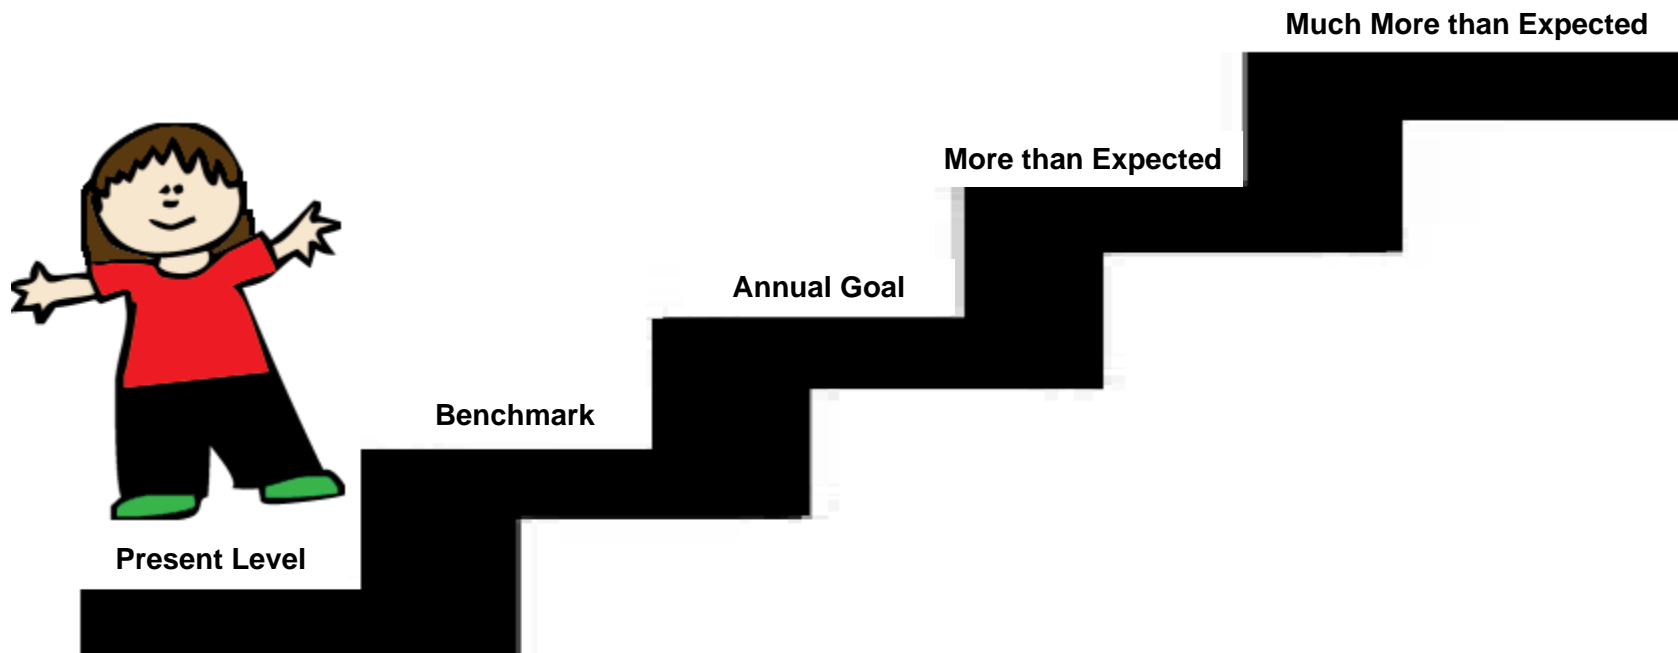 Much More than Expected
More than Expected
Annual Goal
Benchmark
Present Level